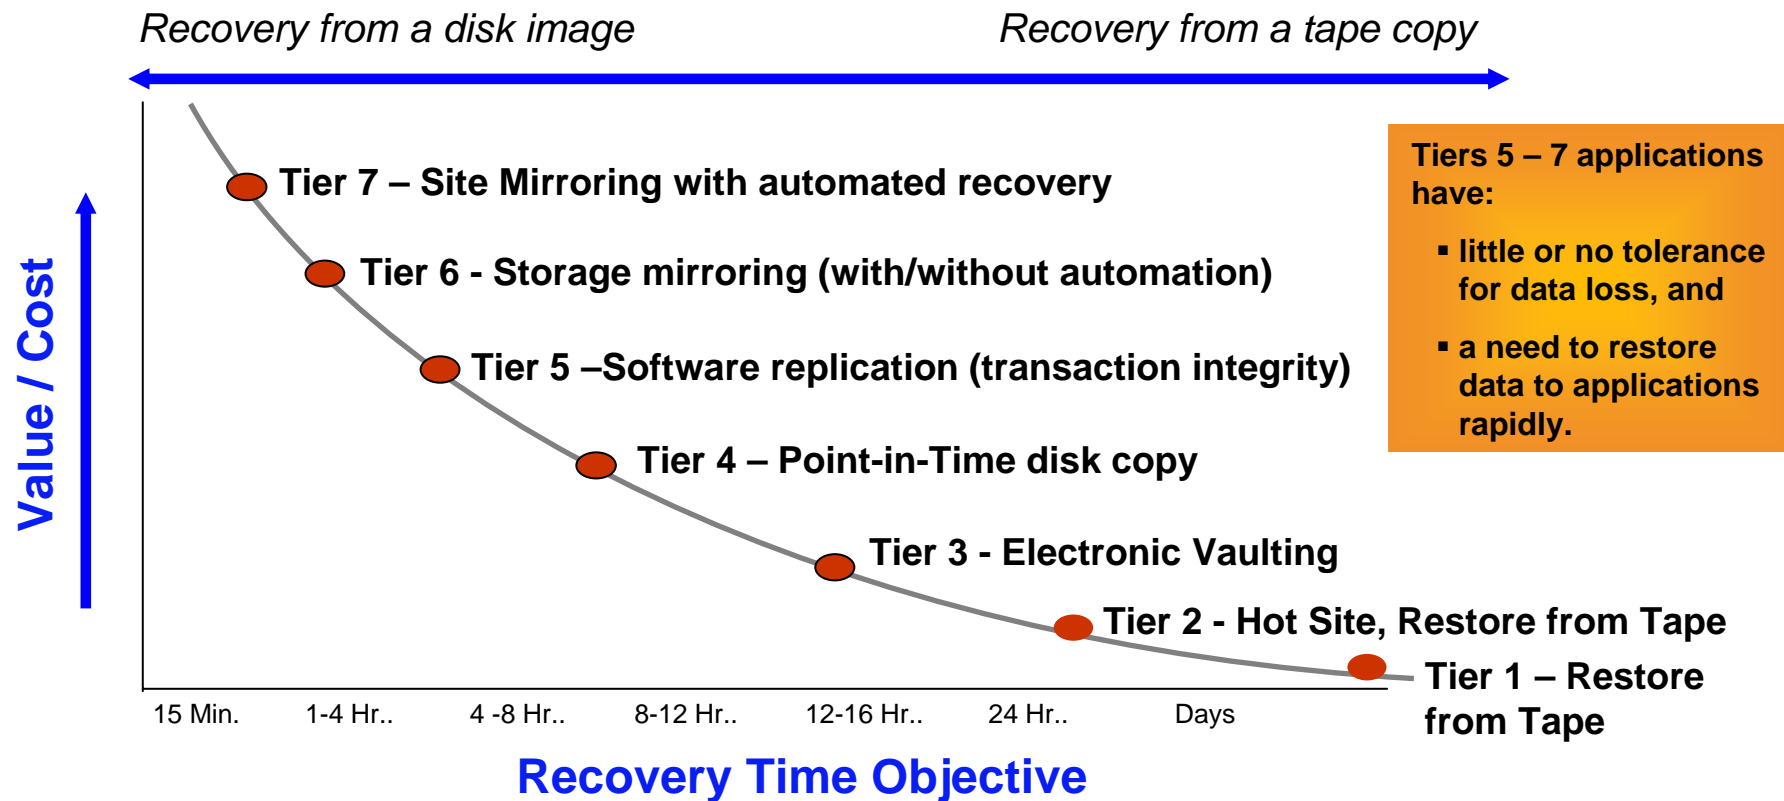 Recovery from a disk image
Recovery from a tape copy
Tier 7 – Site Mirroring with automated recovery
Tier 6 - Storage mirroring (with/without automation)
Tier 5 –Software replication (transaction integrity)
Tier 4 – Point-in-Time disk copy
Tier 3 - Electronic Vaulting
Tier 2 - Hot Site, Restore from Tape
Tier 1 – Restore
from Tape
Tiers 5 – 7 applications
have:
▪ little or no tolerance
for data loss, and
▪ a need to restore
data to applications
rapidly.
Value / Cost
15 Min.
1-4 Hr..
4 -8 Hr..
8-12 Hr..
12-16 Hr..
24 Hr..
Days
Recovery Time Objective